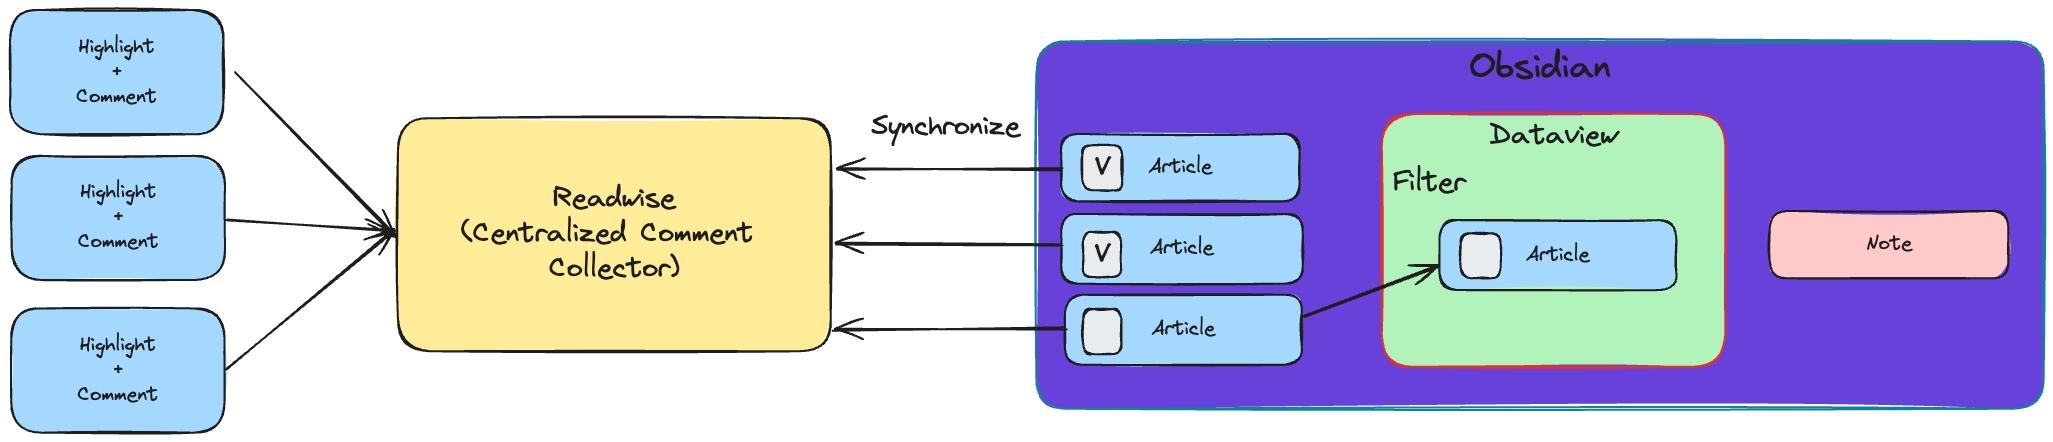 Highlight
+
Comment
Highlight
+
Comment
Highlight
+
Comment
Readwise
(Centralized Comment
Collector)
Synchronize
Obsidian
V Article
V Article
Article
Dataview
Filter
Article
Note